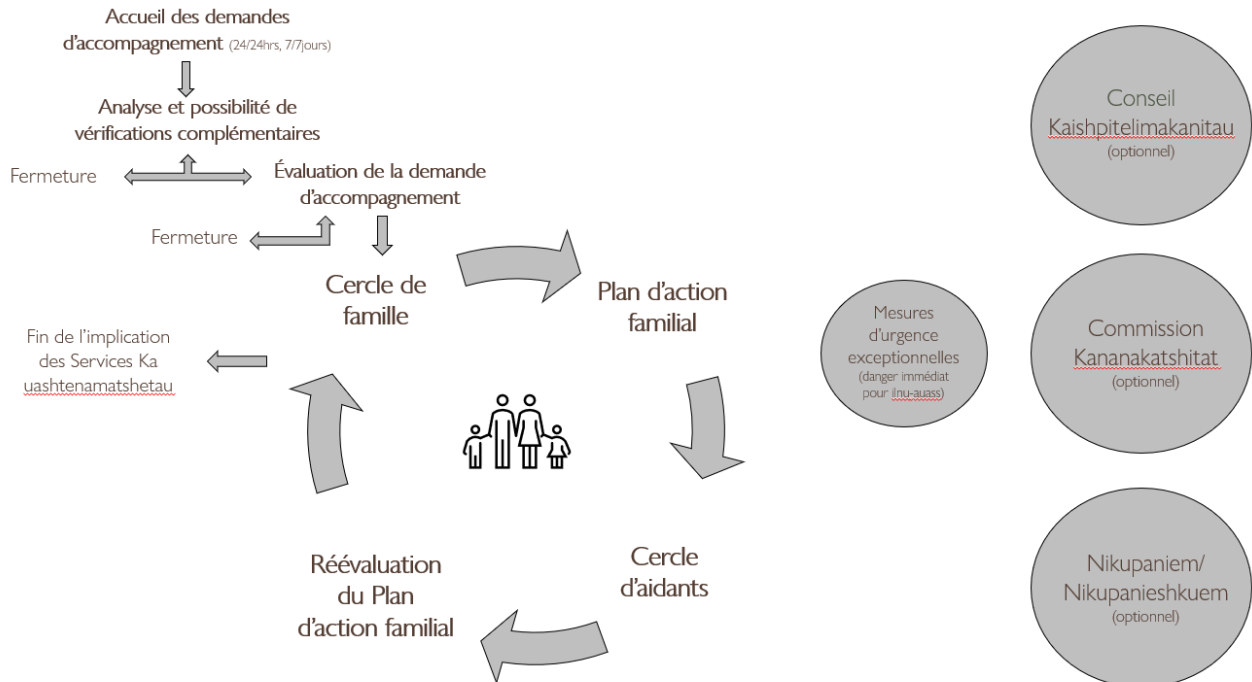 Accueil des demandes
d'accompagnement (24/24hrs, 7/7jours)
Analyse et possibilité de
vérifications complémentaires
Fermeture
Évaluation de la demande
d'accompagnement
Fermeture
Cercle de
famille
Plan d'action
familial
Fin de l'implication
des Services Ka
uashtenamatshetau
Cercle
d'aidants
Réévaluation
du Plan
d'action familial
Mesures
d'urgence
exceptionnelles
(danger immédiat
pour ilnu-auass)
Conseil
Kaishpitelimakanitau
(optionnel)
Commission
Kananakatshitat
(optionnel)
Nikupaniem/
Nikupanieshkuem
(optionnel)